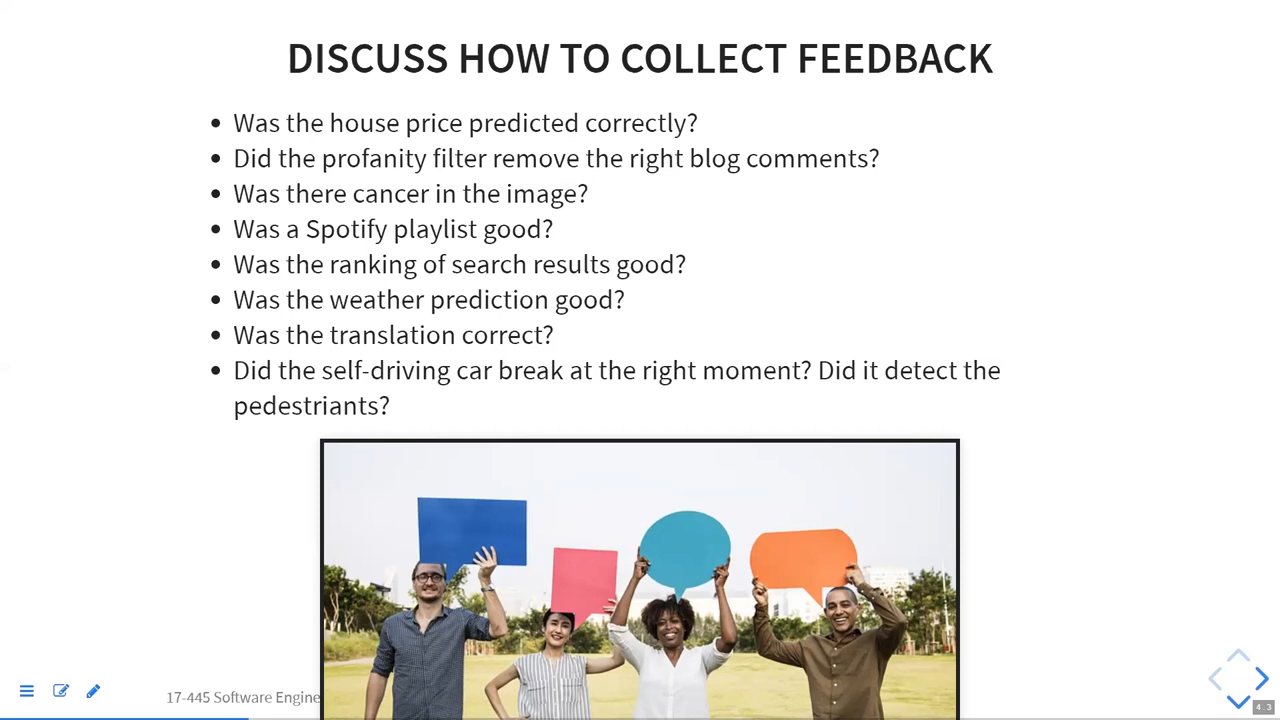 DISCUSS HOW TO COLLECT FEEDBACK
Was the house price predicted correctly?
Did the profanity filter remove the right blog comments?
Was there cancer in the image?
Was a Spotify playlist good?
Was the ranking of search results good?
Was the weather prediction good?
Was the translation correct?
Did the self-driving car break at the right moment? Did it detect the
pedestriants?
17-445 Software Engine
4.3